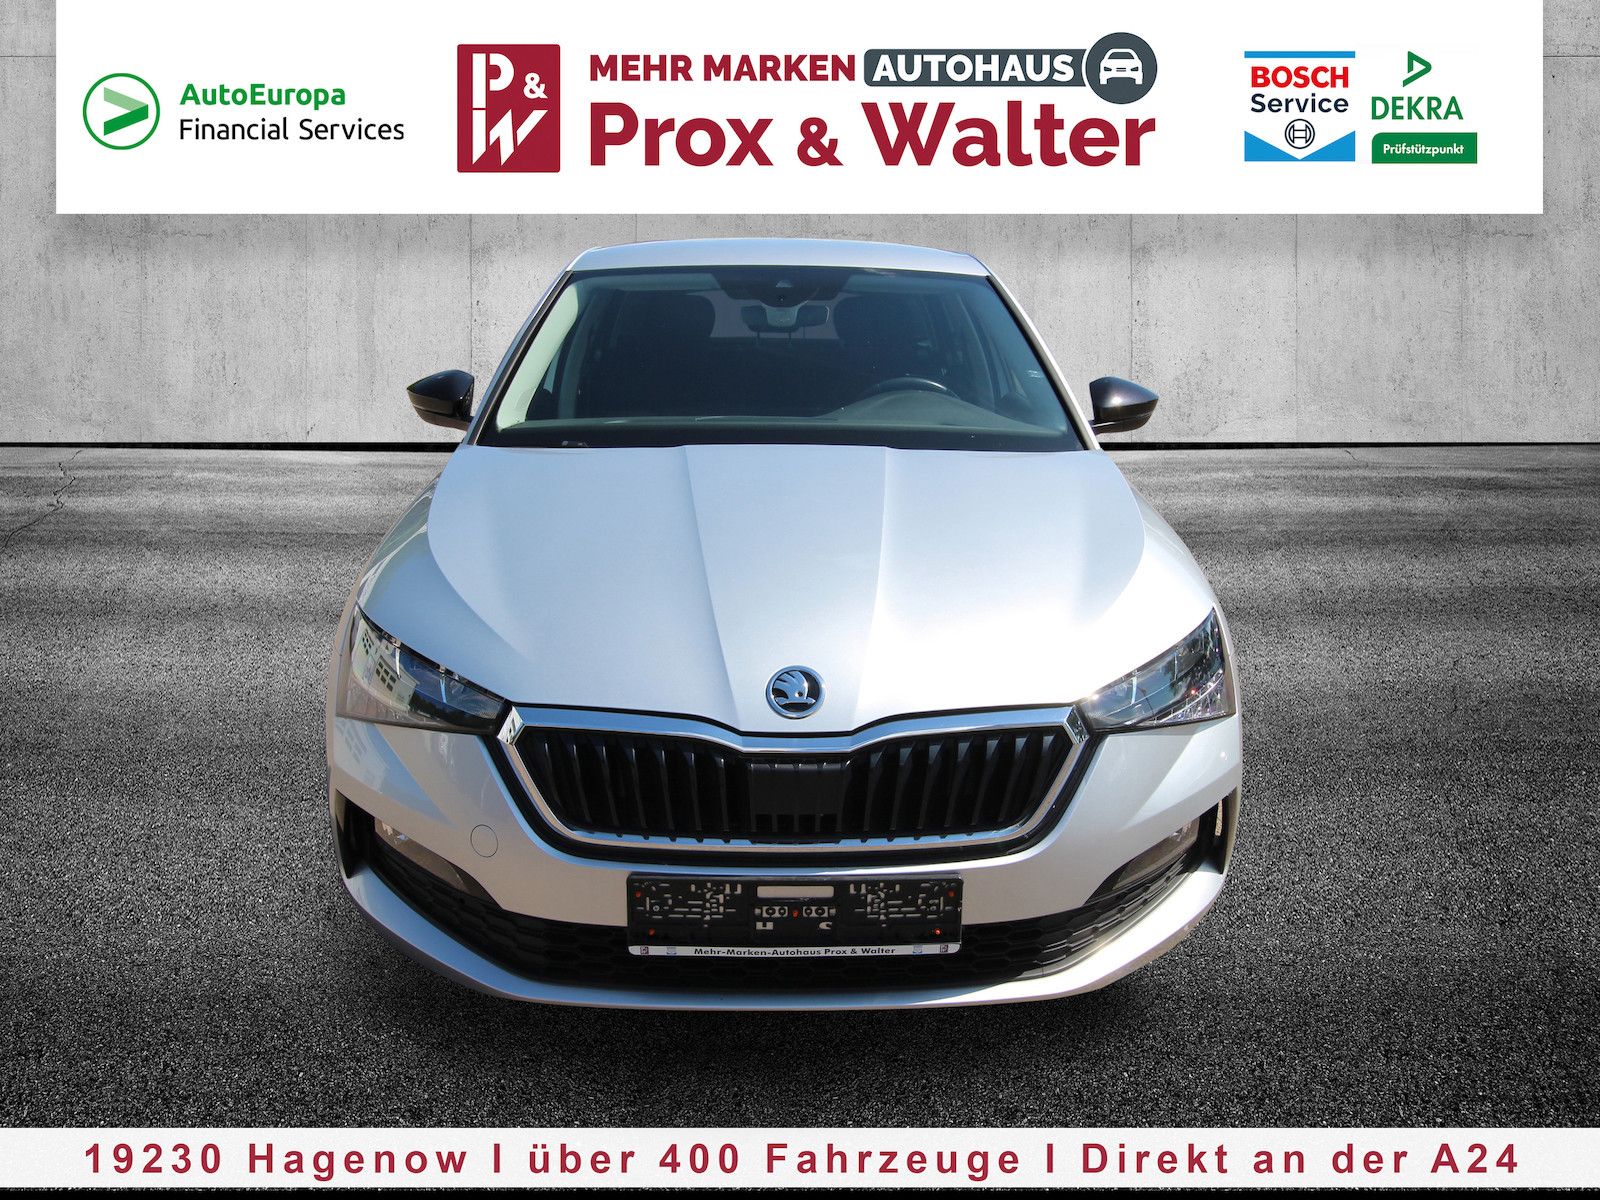 AutoEuropa
Financial Services
P&W
MEHR MARKEN AUTOHAUS
Prox & Walter
BOSCH
Service
DEKRA
Prüfstützpunkt
Mehr-Marken-Autohaus Prox & Walter
19230 Hagenow I über 400 Fahrzeuge I Direkt an der A24